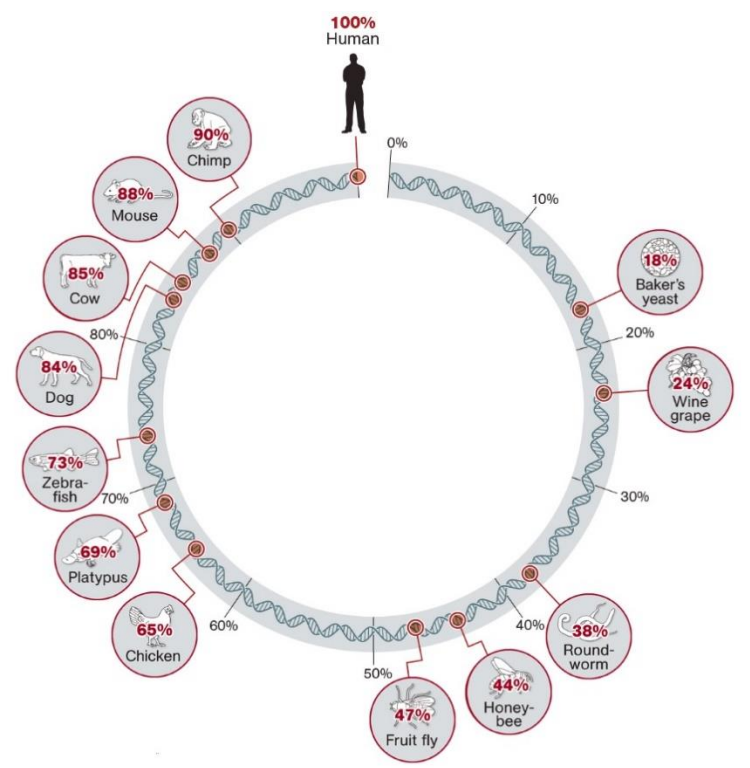 100%
Human
0%
10%
18%
Baker's
yeast
20%
24%
Wine
grape
30%
38%
Round-
worm
40%
44%
Honey-
bee
47%
Fruit fly
50%
60%
65%
Chicken
69%
Platypus
70%
73%
Zebra-
fish
84%
Dog
80%
85%
Cow
88%
Mouse
90%
Chimp